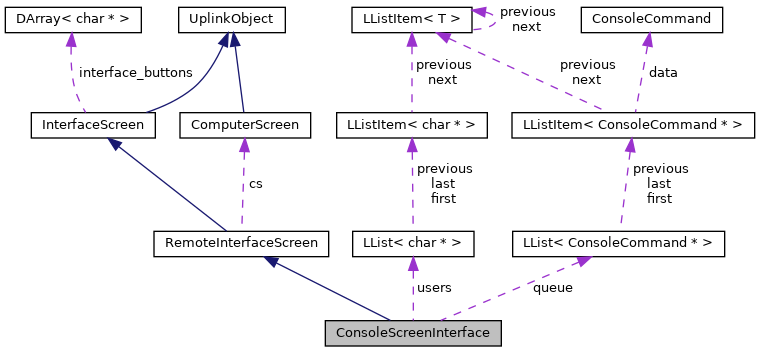 DArray< char * >
UplinkObject
LListItem< T >
previous
next
ConsoleCommand
interface_buttons
previous
next
previous
next
data
InterfaceScreen
ComputerScreen
LListItem< char * >
LListItem< ConsoleCommand * >
cs
previous
last
first
previous
last
first
RemoteInterfaceScreen
LList< char * >
LList< ConsoleCommand * >
users
queue
ConsoleScreenInterface